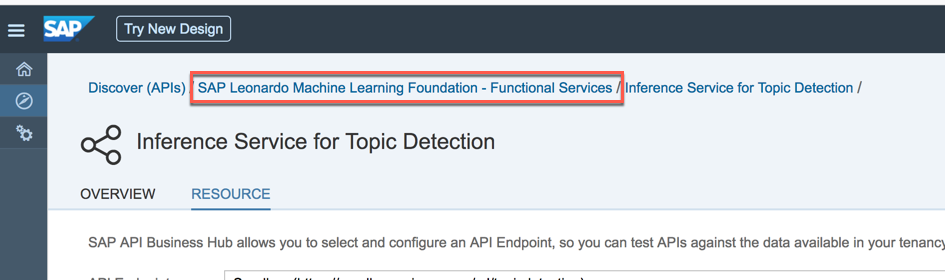 SAP Try New Design
Discover (APIs) / SAP Leonardo Machine Learning Foundation - Functional Services / Inference Service for Topic Detection /
Inference Service for Topic Detection
OVERVIEW RESOURCE
SAP API Business Hub allows you to select and configure an API Endpoint, so you can test APIs against the data available in your tenancy
API Endpoint